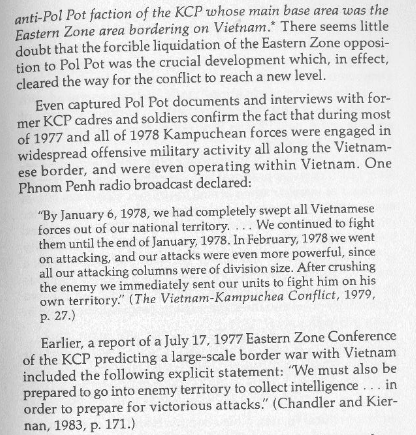 anti-Pol Pot faction of the KCP whose main base area was the
Eastern Zone area bordering on Vietnam.* There seems little
doubt that the forcible liquidation of the Eastern Zone opposi-
tion to Pol Pot was the crucial development which, in effect,
cleared the way for the conflict to reach a new level.
Even captured Pol Pot documents and interviews with for-
mer KCP cadres and soldiers confirm the fact that during most
of 1977 and all of 1978 Kampuchean forces were engaged in
widespread offensive military activity all along the Vietnam-
ese border, and were even operating within Vietnam. One
Phnom Penh radio broadcast declared:
"By January 6, 1978, we had completely swept all Vietnamese
forces out of our national territory. . . . We continued to fight
them until the end of January, 1978. In February, 1978 we went
on attacking, and our attacks were even more powerful, since
all our attacking columns were of division size. After crushing
the enemy we immediately sent our units to fight him on his
own territory." (The Vietnam-Kampuchea Conflict, 1979,
p. 27.)
Earlier, a report of a July 17, 1977 Eastern Zone Conference
of the KCP predicting a large-scale border war with Vietnam
included the following explicit statement: "We must also be
prepared to go into enemy territory to collect intelligence . . . in
order to prepare for victorious attacks." (Chandler and Kier-
nan, 1983, p. 171.)